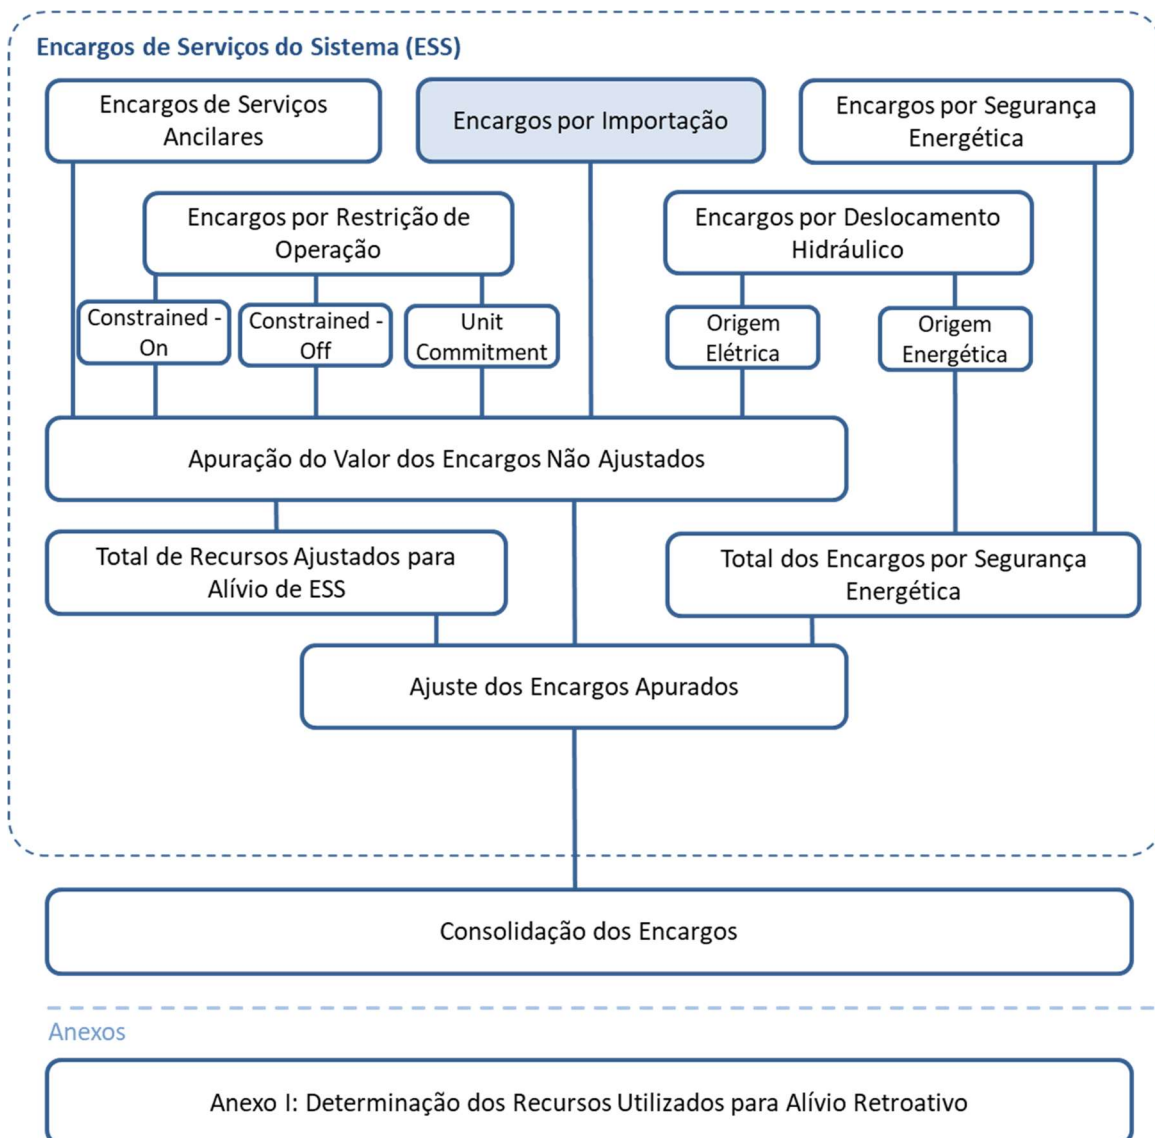 Encargos de Serviços do Sistema (ESS)
Encargos de Serviços
Ancilares
Encargos por Importação
Encargos por Segurança
Energética
Encargos por Restrição de
Operação
Encargos por Deslocamento
Hidráulico
Constrained -
On
Constrained -
Off
Unit
Commitment
Origem
Elétrica
Origem
Energética
Apuração do Valor dos Encargos Não Ajustados
Total de Recursos Ajustados para
Alívio de ESS
Total dos Encargos por Segurança
Energética
Ajuste dos Encargos Apurados
Consolidação dos Encargos
Anexos
Anexo I: Determinação dos Recursos Utilizados para Alívio Retroativo